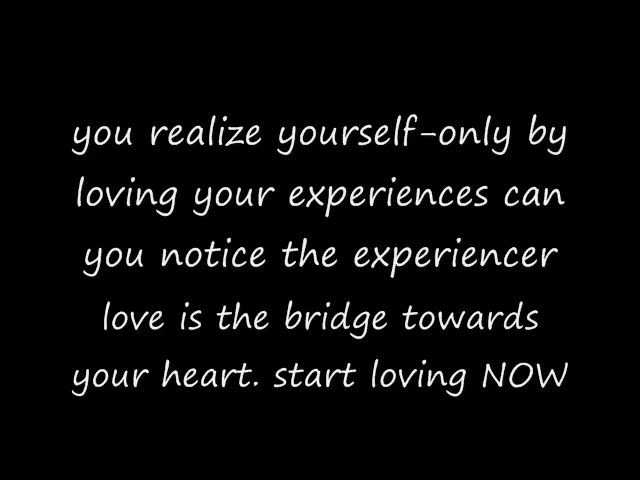 you realize yourself-only by
loving your experiences can
you notice the experiencer
love is the bridge towards
your heart. start loving NOW